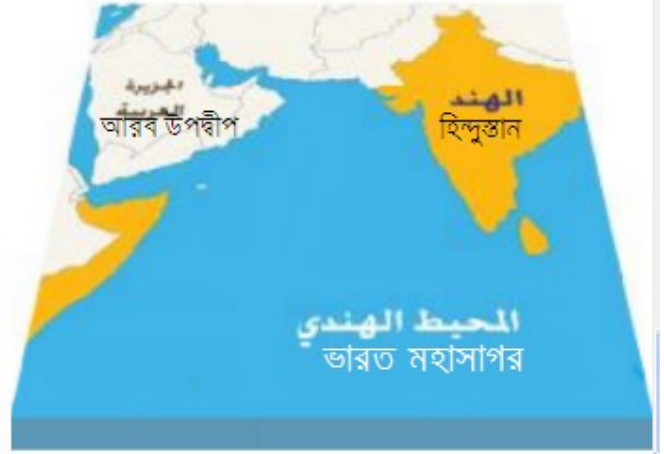 الجزيرة
العربية
আরব উপদ্বীপ
الهند
হিন্দুস্তান
المحيط الهندي
ভারত মহাসাগর